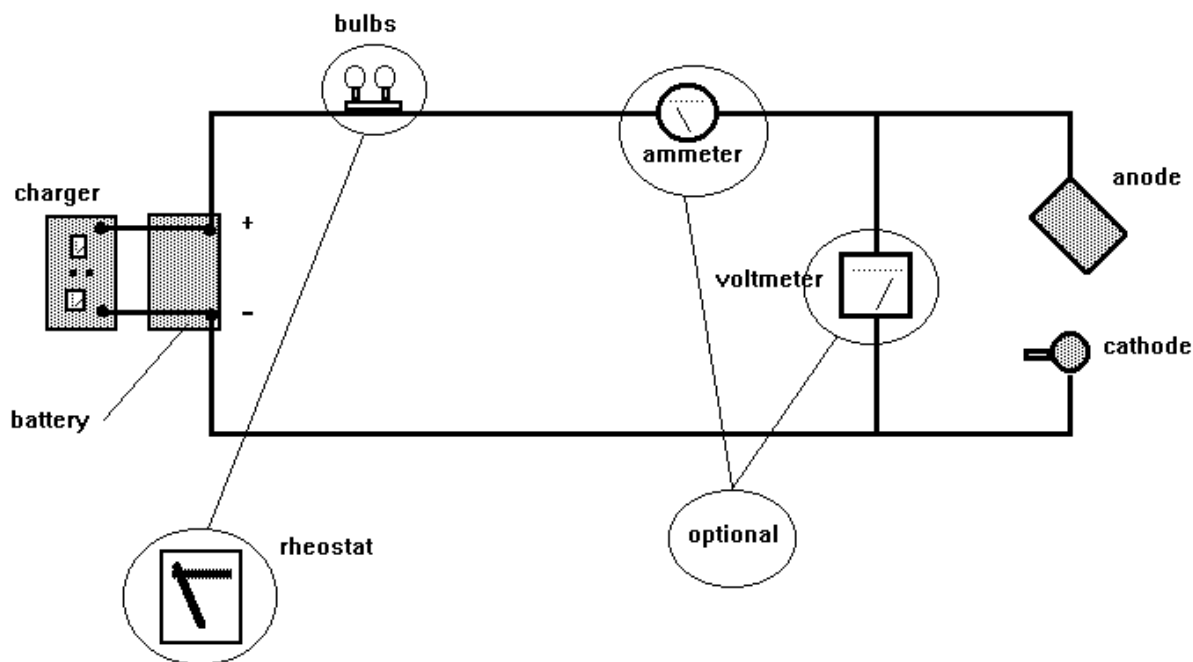 bulbs
ammeter
anode
charger
+
voltmeter
-
cathode
battery
optional
rheostat